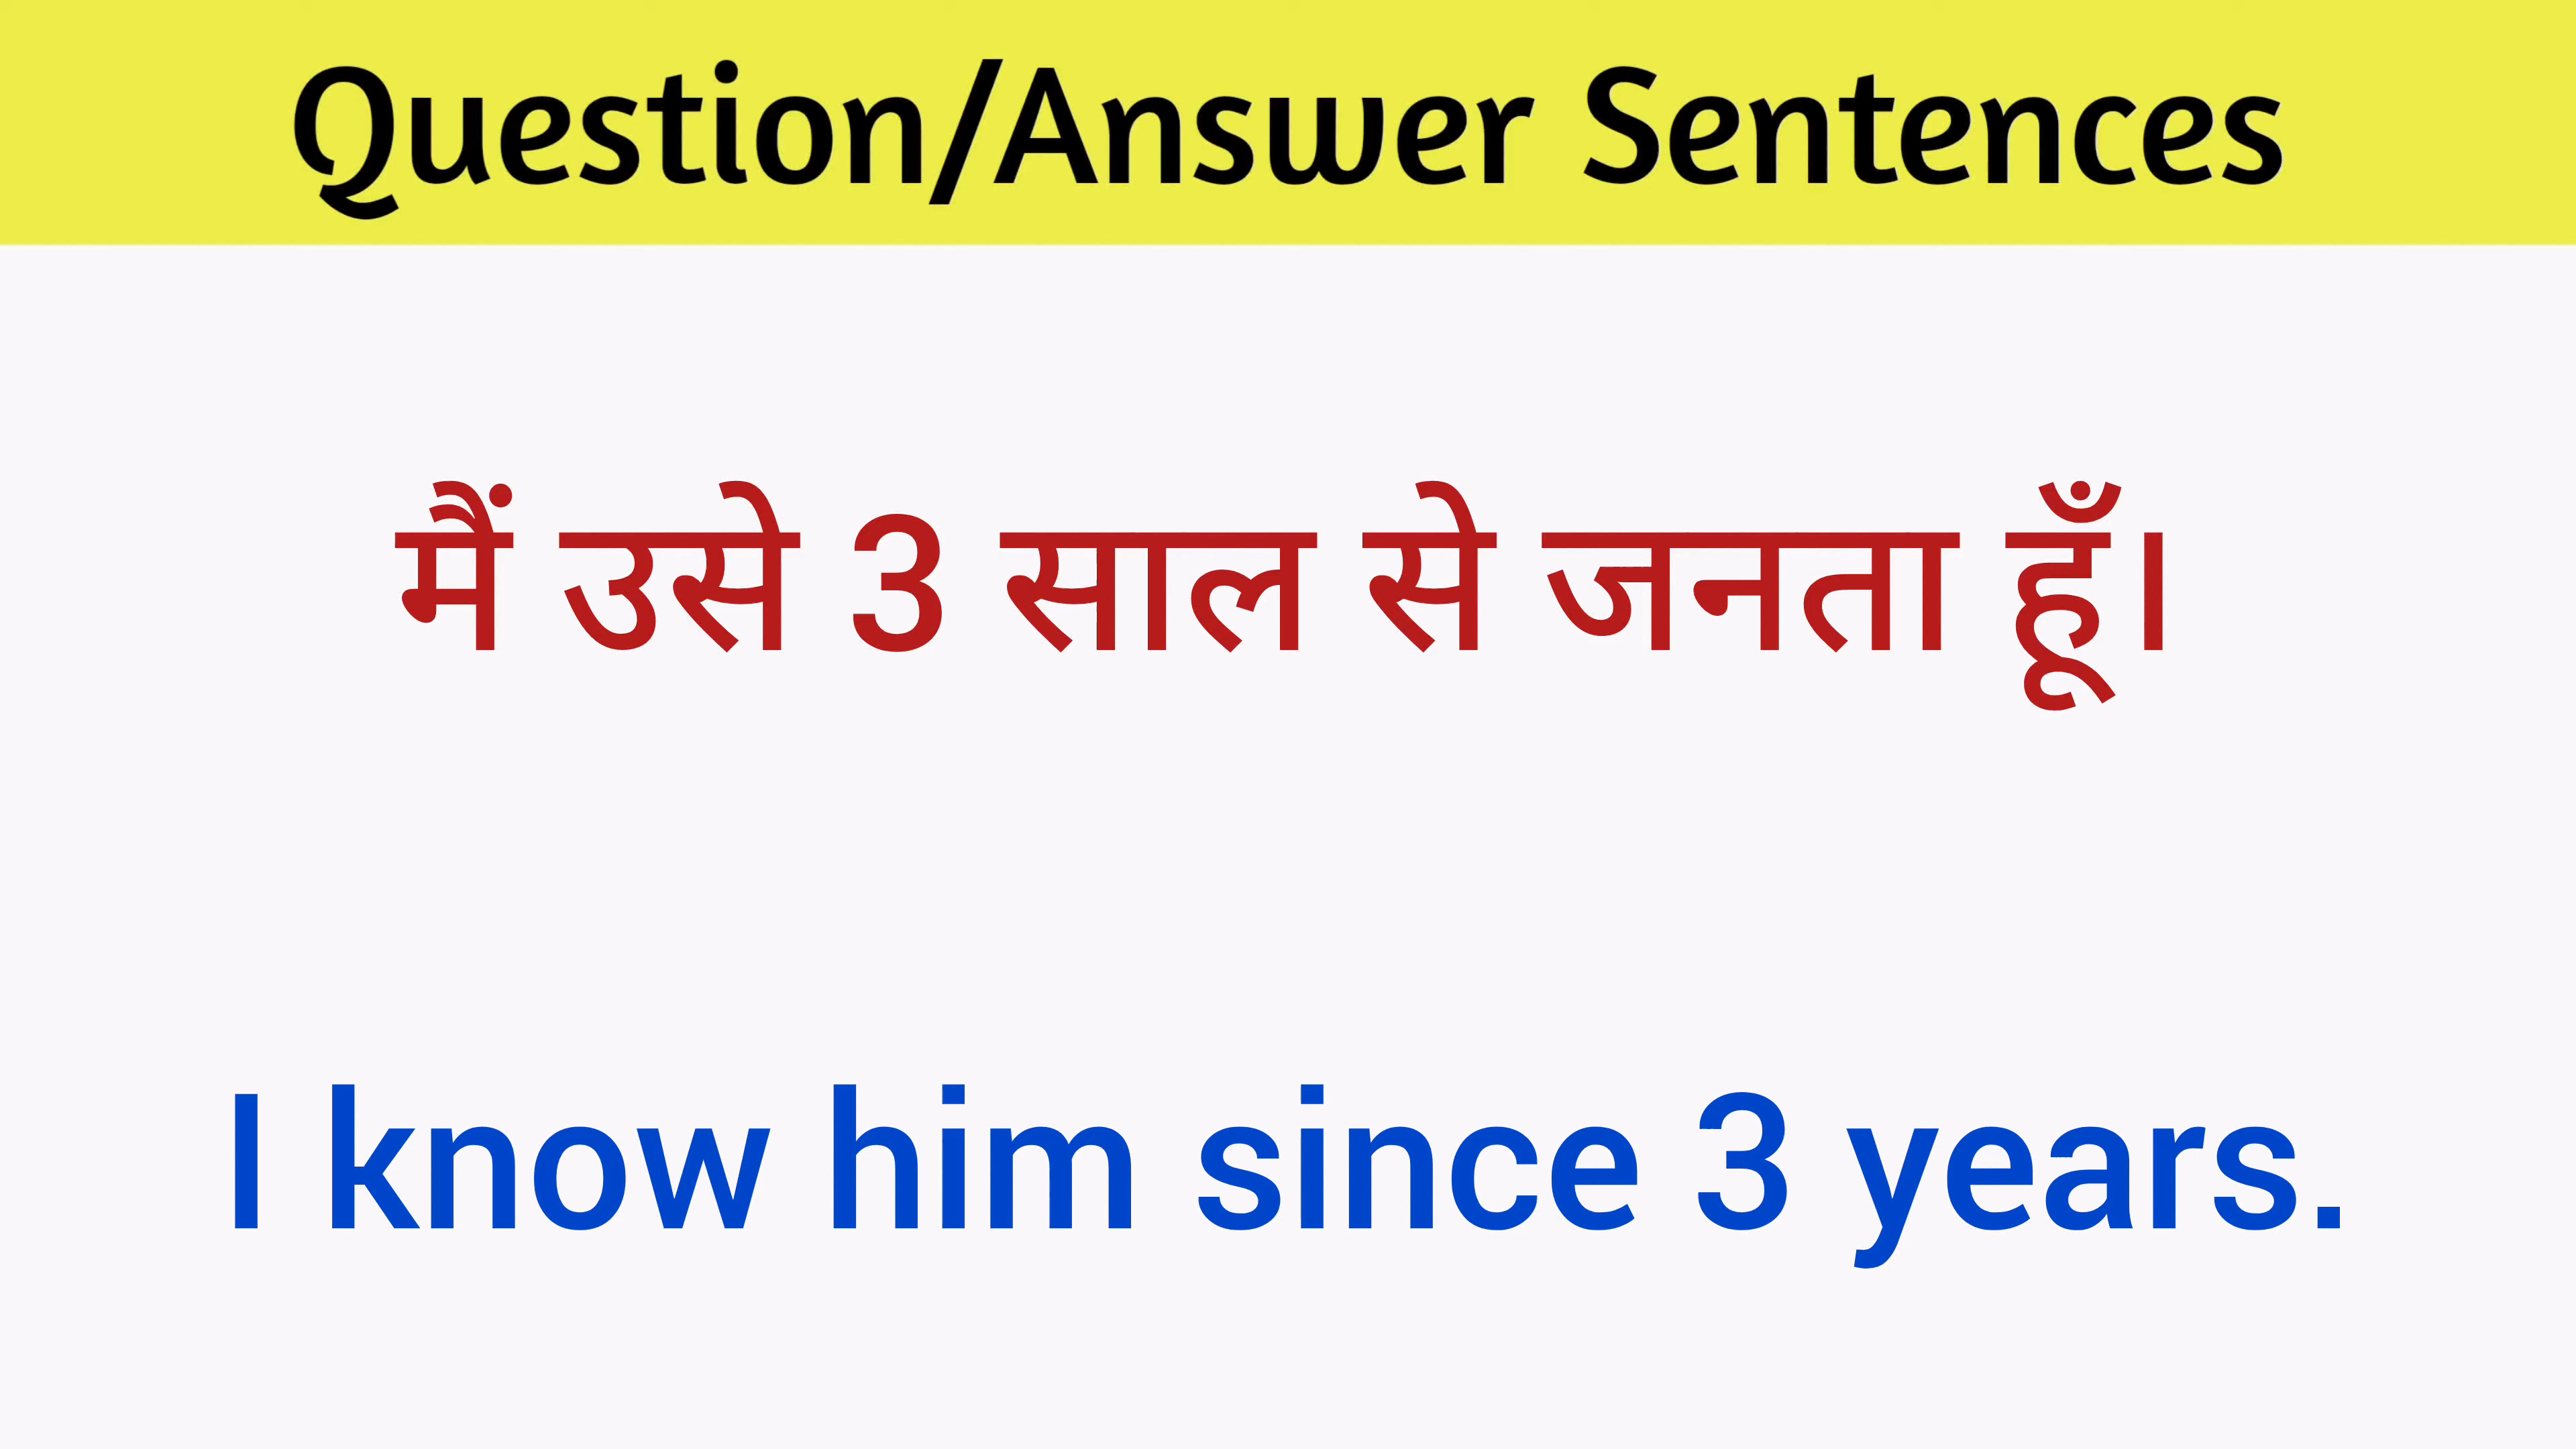 Question/Answer Sentences
मैं उसे 3 साल से जनता हूँ।
I know him since 3 years.